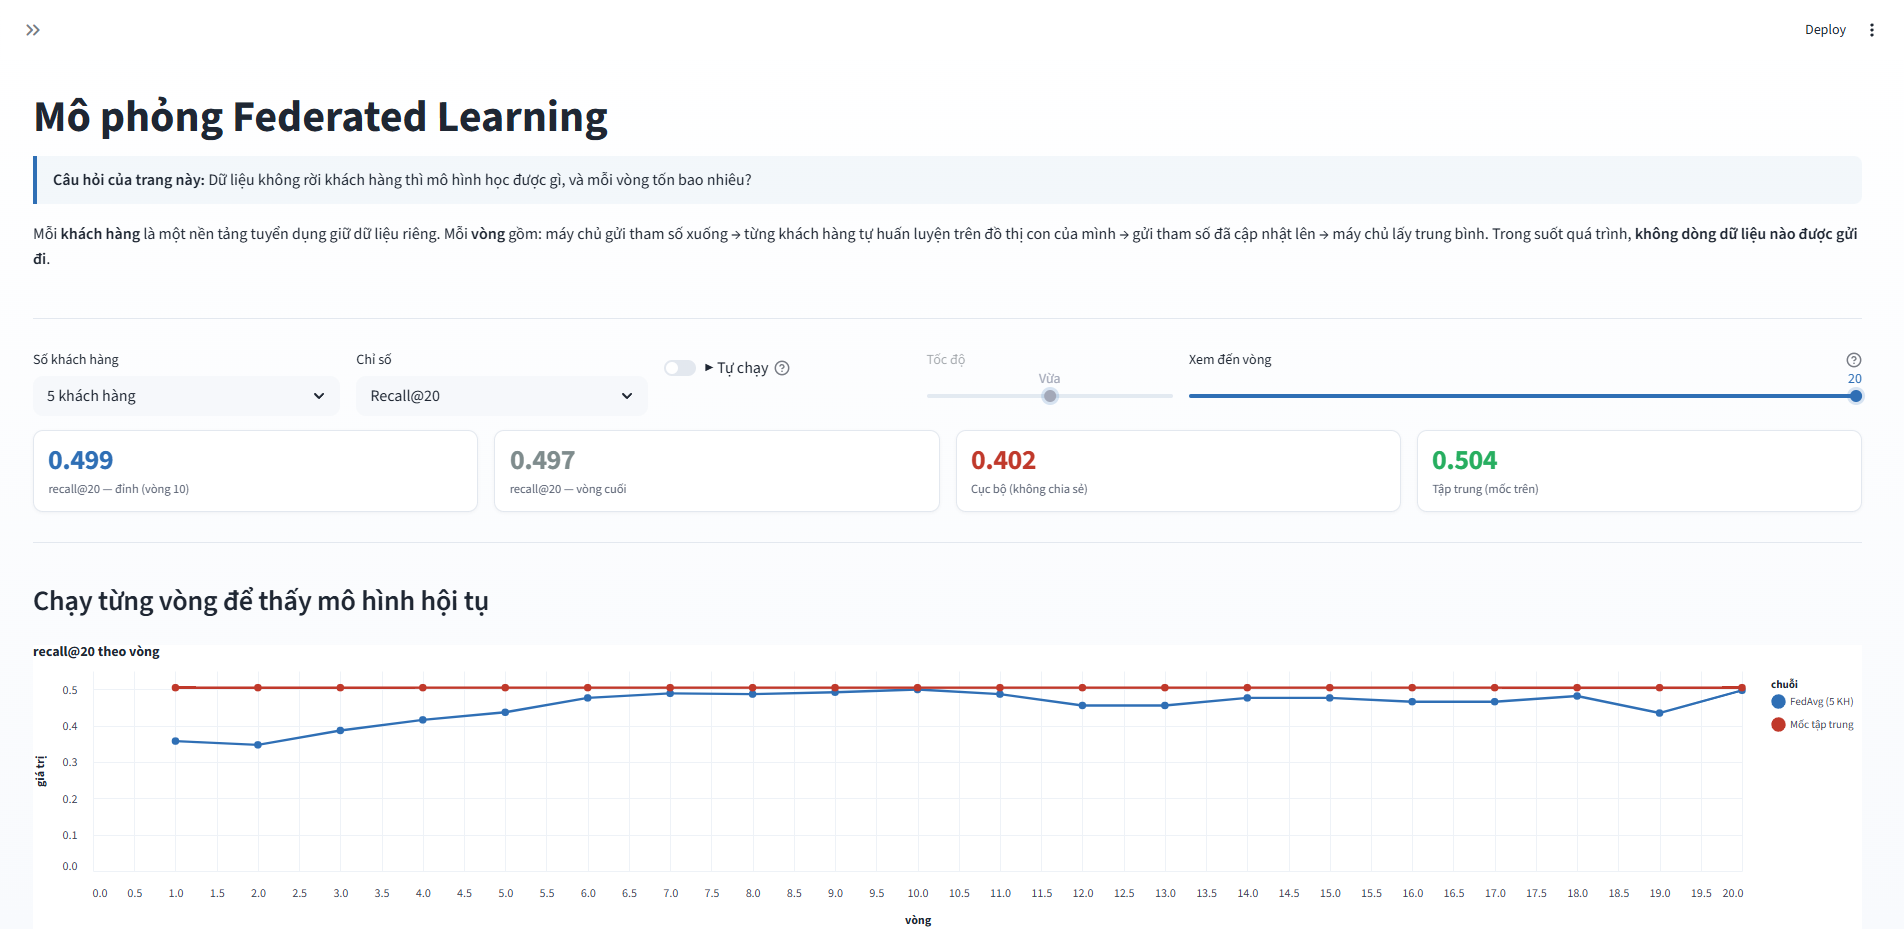 Deploy
Mô phỏng Federated Learning
Câu hỏi của trang này: Dữ liệu không rời khách hàng thì mô hình học được gì, và mỗi vòng tốn bao nhiêu?
Mỗi khách hàng là một nền tảng tuyển dụng giữ dữ liệu riêng. Mỗi vòng gồm: máy chủ gửi tham số xuống → từng khách hàng tự huấn luyện trên đồ thị con của mình → gửi tham số đã cập nhật lên → máy chủ lấy trung bình. Trong suốt quá trình, không dòng dữ liệu nào được gửi
đi.
Số khách hàng
5 khách hàng
Chỉ số
Recall@20
▶ Tự chạy
Tốc độ
Vừa
Xem đến vòng
20
0.499
recall@20 — đỉnh (vòng 10)
0.497
recall@20 — vòng cuối
0.402
Cục bộ (không chia sẻ)
0.504
Tập trung (mốc trên)
Chạy từng vòng để thấy mô hình hội tụ
recall@20 theo vòng
giá trị
0.5
0.4
0.3
0.2
0.1
0.0
0.0 0.5 1.0 1.5 2.0 2.5 3.0 3.5 4.0 4.5 5.0 5.5 6.0 6.5 7.0 7.5 8.0 8.5 9.0 9.5 10.0 10.5 11.0 11.5 12.0 12.5 13.0 13.5 14.0 14.5 15.0 15.5 16.0 16.5 17.0 17.5 18.0 18.5 19.0 19.5 20.0
vòng
chuỗi
FedAvg (5 KH)
Mốc tập trung